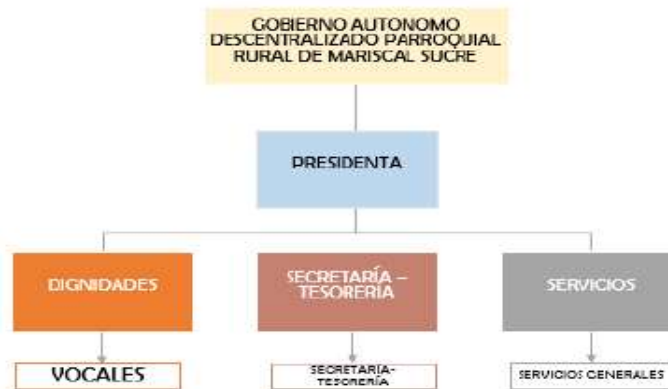 GOBIERNO AUTONOMO
DESCENTRALIZADO PARROQUIAL
RURAL DE MARISCAL SUCRE
PRESIDENTA
DIGNIDADES
SECRETARÍA –
TESORERÍA
SERVICIOS
VOCALES
SECRETARÍA-
TESORERÍA
SERVICIOS GENERALES